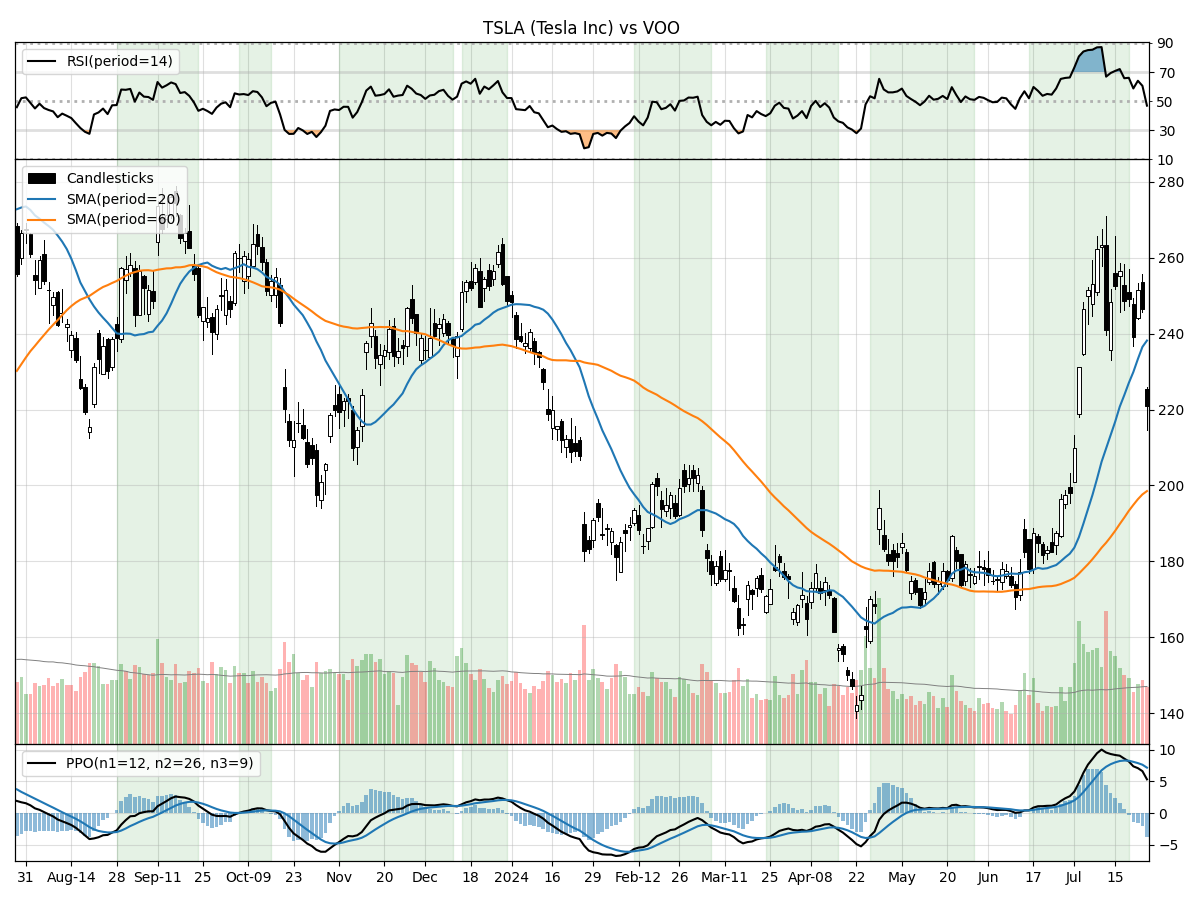 TSLA (Tesla Inc) vs VOO
RSI(period=14)
90
70
50
30
10
Candlesticks
SMA(period=20)
SMA(period=60)
280
260
240
220
200
180
160
140
PPO(n1=12, n2=26, n3=9)
10
5
0
−5
31 Aug-14 28 Sep-11 25 Oct-09 23 Nov 20 Dec 18 2024 16 29 Feb-12 26 Mar-11 25 Apr-08 22 May 20 Jun 17 Jul 15